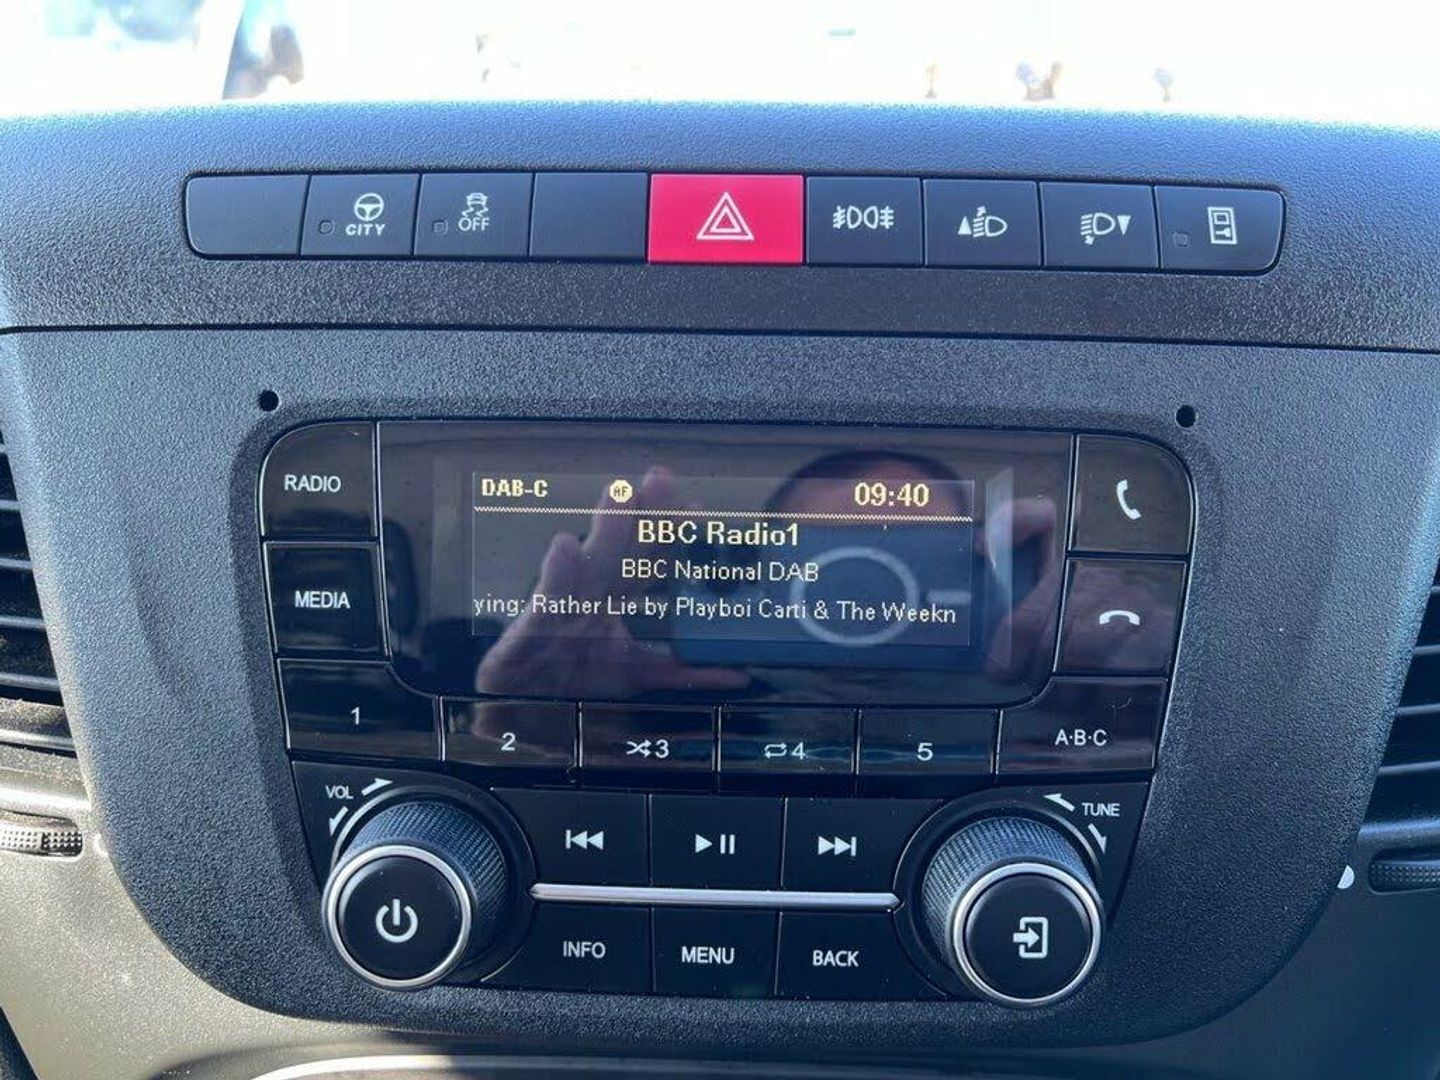 CITY
OFF
RADIO
DAB-C AF 09:40
BBC Radio1
BBC National DAB
ying: Rather Lie by Playboi Carti & The Weekn
MEDIA
1 2 3 4 5 A·B·C
VOL
TUNE
INFO MENU BACK